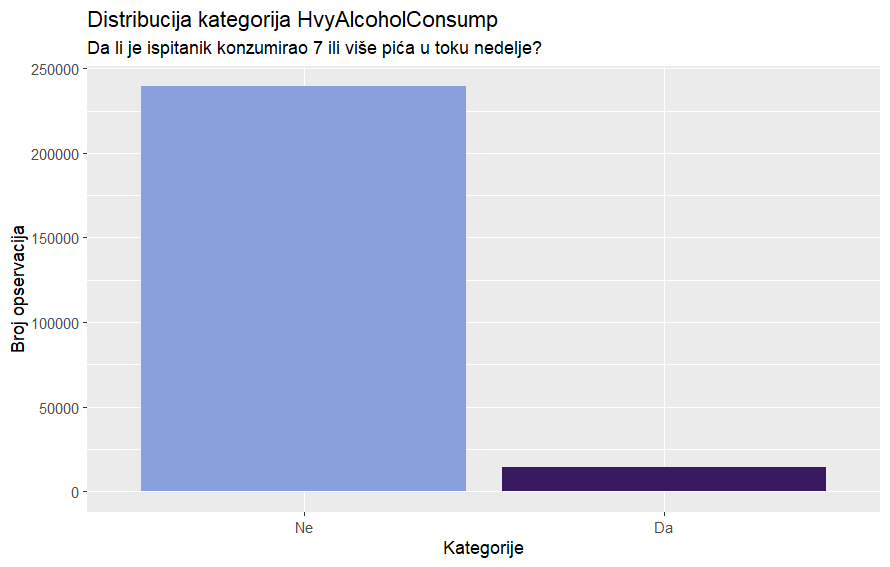 Distribucija kategorija HvyAlcoholConsump
Da li je ispitanik konzumirao 7 ili više pića u toku nedelje?
Broj opservacija
250000
200000
150000
100000
50000
0
Ne
Da
Kategorije